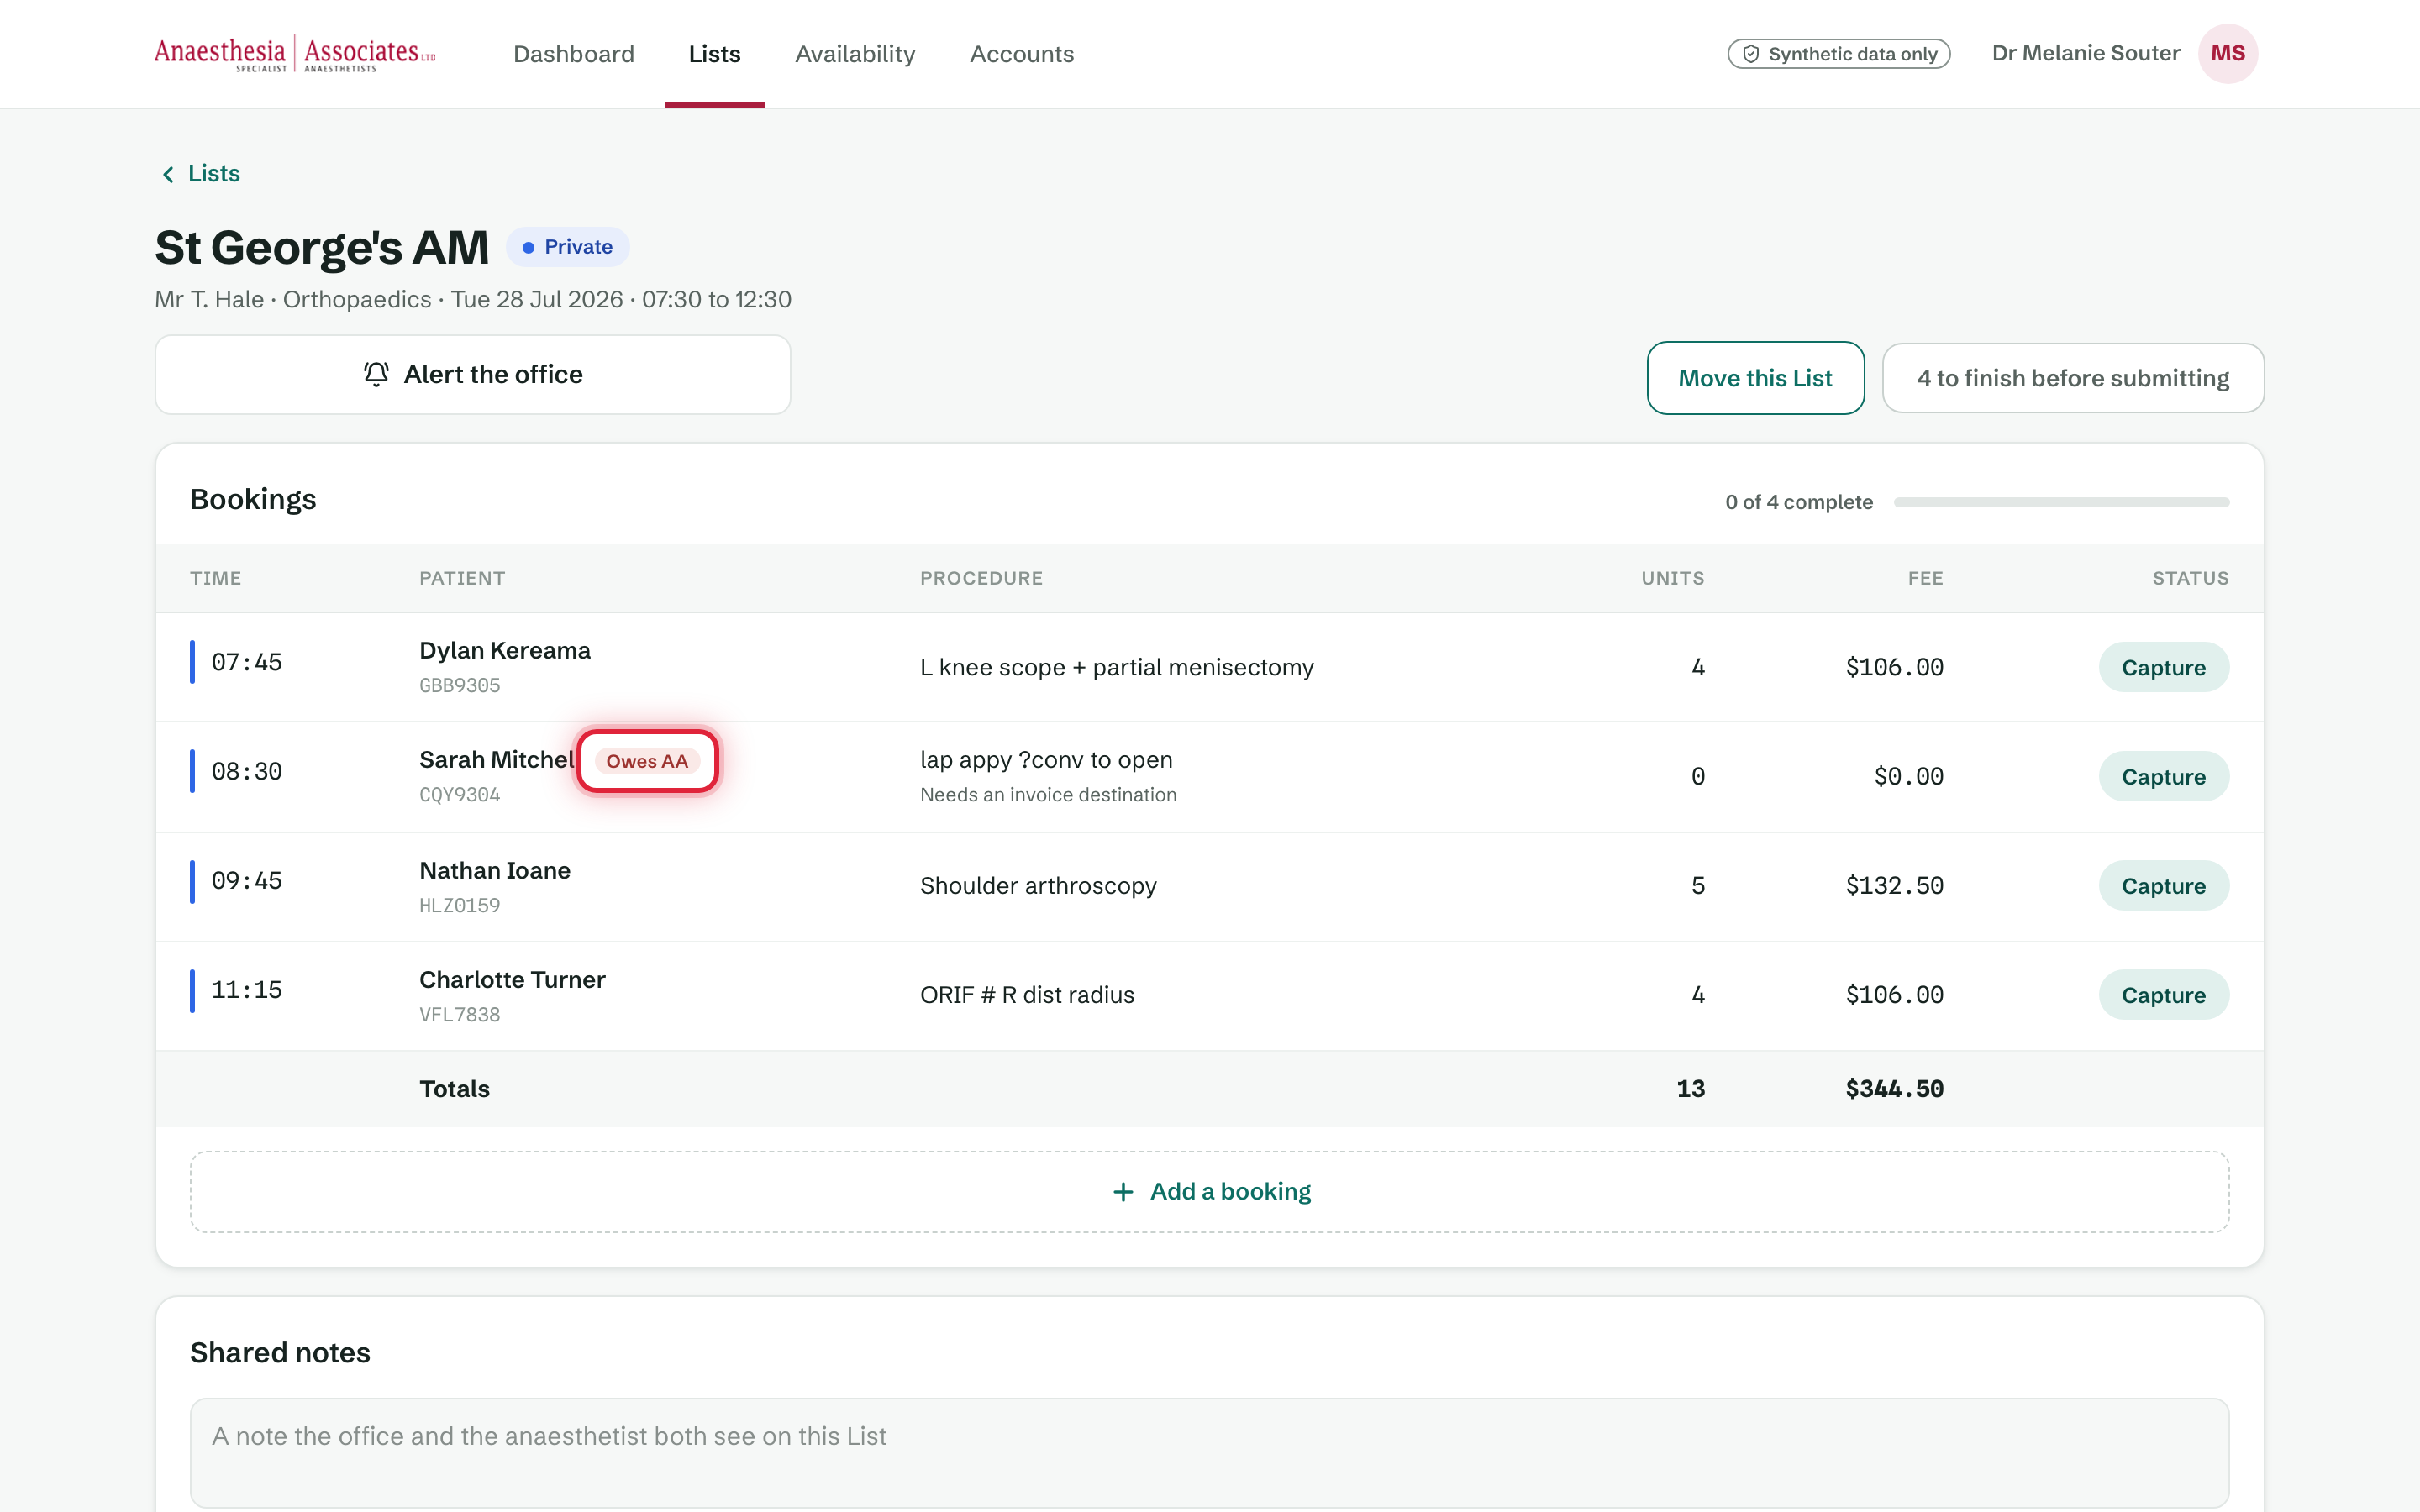 Anaesthesia | Associates LTD
SPECIALIST ANAESTHETISTS
Dashboard
Lists
Availability
Accounts
Synthetic data only
Dr Melanie Souter
MS
Lists
St George's AM
Private
Mr T. Hale · Orthopaedics · Tue 28 Jul 2026 · 07:30 to 12:30
Alert the office
Move this List
4 to finish before submitting
Bookings
0 of 4 complete
TIME PATIENT PROCEDURE UNITS FEE STATUS
07:45 Dylan Kereama L knee scope + partial menisectomy 4 $106.00 Capture
GBB9305
08:30 Sarah Mitchel Owes AA lap appy ?conv to open 0 $0.00 Capture
CQY9304 Needs an invoice destination
09:45 Nathan Ioane Shoulder arthroscopy 5 $132.50 Capture
HLZ0159
11:15 Charlotte Turner ORIF # R dist radius 4 $106.00 Capture
VFL7838
Totals 13 $344.50
+ Add a booking
Shared notes
A note the office and the anaesthetist both see on this List